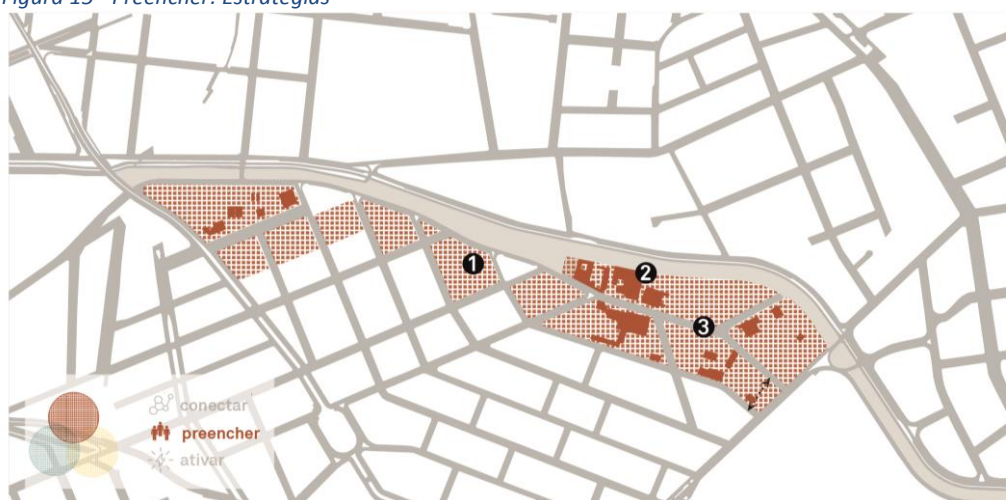 Figura 15 - Preencher: Estratégias
1
2
3
conectar
preencher
ativar